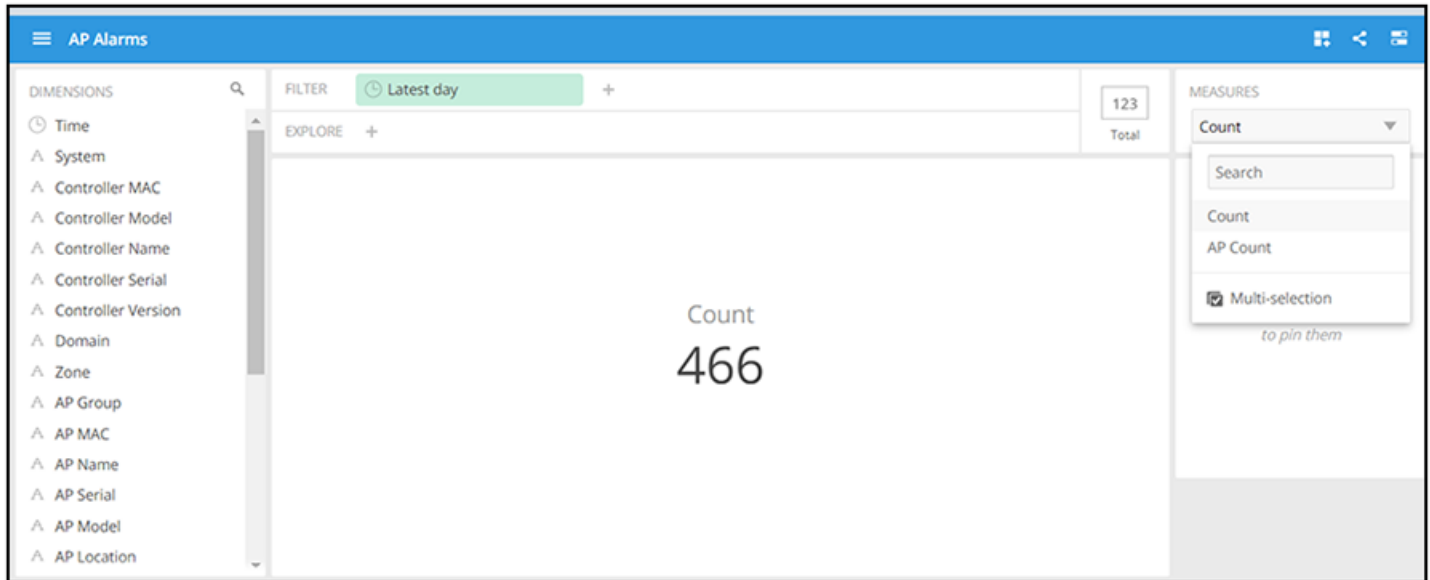 AP Alarms
DIMENSIONS
Time
System
Controller MAC
Controller Model
Controller Name
Controller Serial
Controller Version
Domain
Zone
AP Group
AP MAC
AP Name
AP Serial
AP Model
AP Location
FILTER Latest day +
EXPLORE +
123
Total
Count
466
MEASURES
Count
Search
Count
AP Count
Multi-selection
to pin them